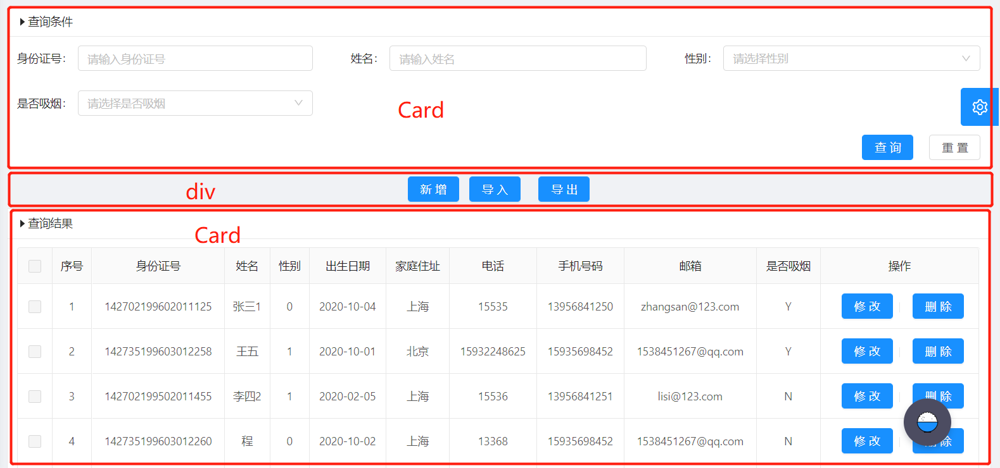 查询条件
身份证号： 请输入身份证号 姓名： 请输入姓名 性别： 请选择性别
是否吸烟： 请选择是否吸烟
Card
查 询 重 置
div 新 增 导 入 导 出
查询结果
Card
序号 身份证号 姓名 性别 出生日期 家庭住址 电话 手机号码 邮箱 是否吸烟 操作
1 142702199602011125 张三1 0 2020-10-04 上海 15535 13956841250 zhangsan@123.com Y 修 改 删 除
2 142735199603012258 王五 1 2020-10-01 北京 15932248625 15935698452 1538451267@qq.com Y 修 改 删 除
3 142702199502011455 李四2 1 2020-02-05 上海 15536 13956841251 lisi@123.com N 修 改 删 除
4 142735199603012260 程 0 2020-10-02 上海 13368 15935698452 1538451267@qq.com N 修 改 删 除